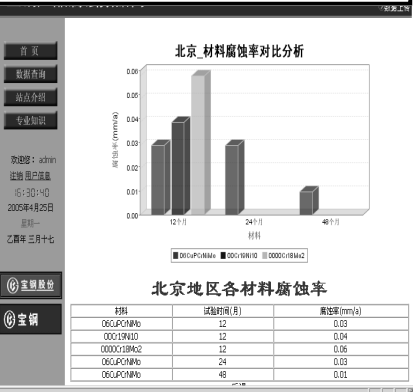 数据上传
首 页
数据查询
站点介绍
专业知识
欢迎您: admin
注销 用户信息
16:30:40
2005年4月25日
星期一
乙酉年 三月十七
宝钢股份
宝钢
北京_材料腐蚀率对比分析
腐蚀率(mm/a)
0.06
0.05
0.04
0.03
0.02
0.01
0.00
12个月 24个月 48个月
材料
06CuPCrNiMo 00Cr19Ni10 0000Cr18Mo2
北京地区各材料腐蚀率
材料 试验时间(月) 腐蚀率(mm/a)
06CuPCrNiMo 12 0.03
00Cr19Ni10 12 0.04
0000Cr18Mo2 12 0.06
06CuPCrNiMo 24 0.03
06CuPCrNiMo 48 0.01